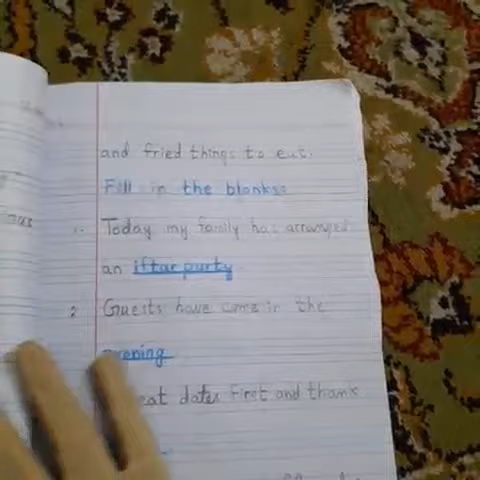 and fried things to eat.
Fill in the blanks:
1. Today my family has arranged
an iftar party
2. Guests have come in the
evening
eat dates first and thank